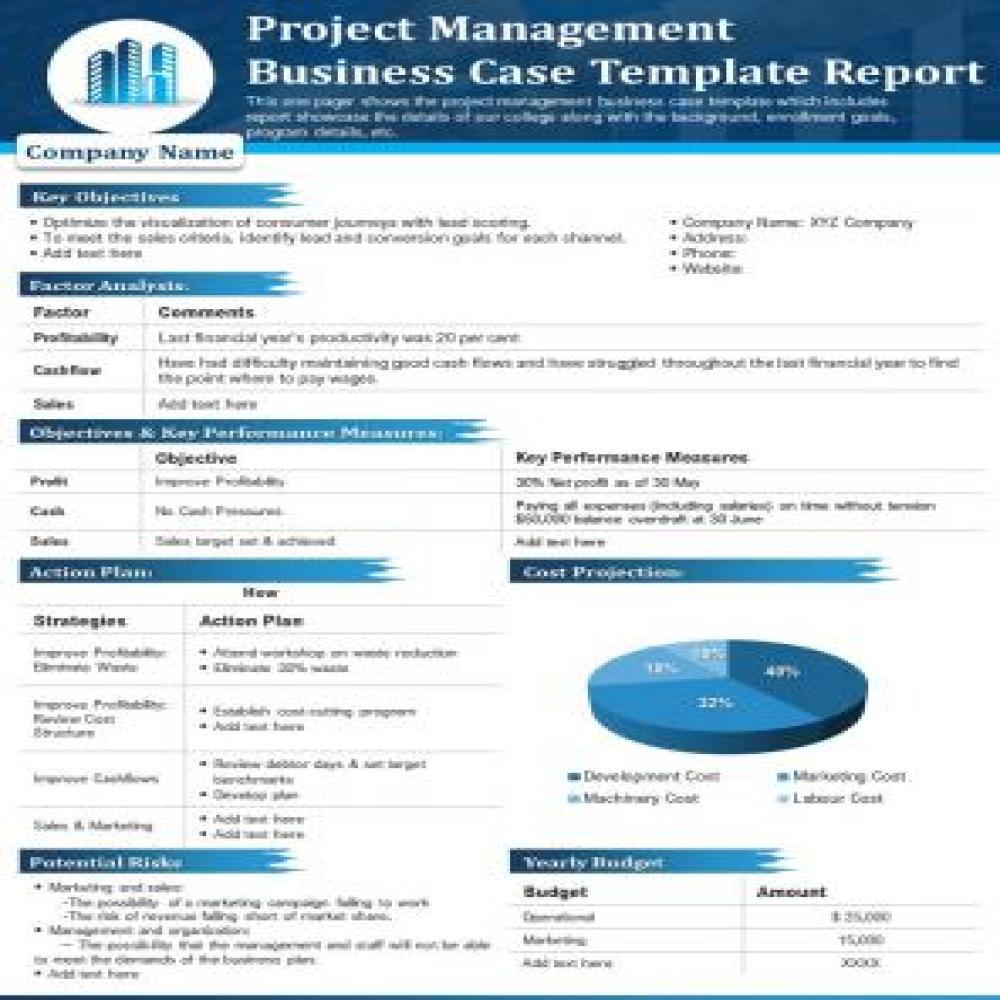 Project Management
Business Case Template Report
This one pager shows the project management business case template which includes
report showcase the details of our college along with the background, enrollment goals,
program details, etc.
Company Name
Key Objectives
• Optimize the visualization of consumer journeys with lead scoring.
• To meet the sales criteria, identify lead and conversion goals for each channel.
• Add text here
• Company Name: XYZ Company
• Address:
• Phone:
• Website:
Factor Analysis:
Factor Comments
Profitability Last financial year's productivity was 20 per cent
Cashflow Have had difficulty maintaining good cash flows and have struggled throughout the last financial year to find
the point where to pay wages.
Sales Add text here
Objectives & Key Performance Measures:
Objective Key Performance Measures
Profit Improve Profitability 30% Net profit as of 30 May
Cash No Cash Pressures Paying all expenses (including salaries) on time without tension
$50,000 balance overdraft at 30 June
Sales Sales target set & achieved Add text here
Action Plan:
How
Strategies Action Plan
Improve Profitability:
Eliminate Waste
• Attend workshop on waste reduction
• Eliminate 30% waste
Improve Profitability:
Review Cost
Structure
• Establish cost-cutting program
• Add text here
Improve Cashflows
• Review debtor days & set target
benchmarks
• Develop plan
Sales & Marketing
• Add text here
• Add text here
Cost Projection:
40%
32%
18%
Development Cost Marketing Cost
Machinery Cost Labour Cost
Potential Risks
• Marketing and sales:
-The possibility of a marketing campaign failing to work
-The risk of revenue falling short of market share.
• Management and organization:
— The possibility that the management and staff will not be able
to meet the demands of the business plan.
• Add text here
Yearly Budget
Budget Amount
Operational $ 25,000
Marketing 15,000
Add text here XXXX